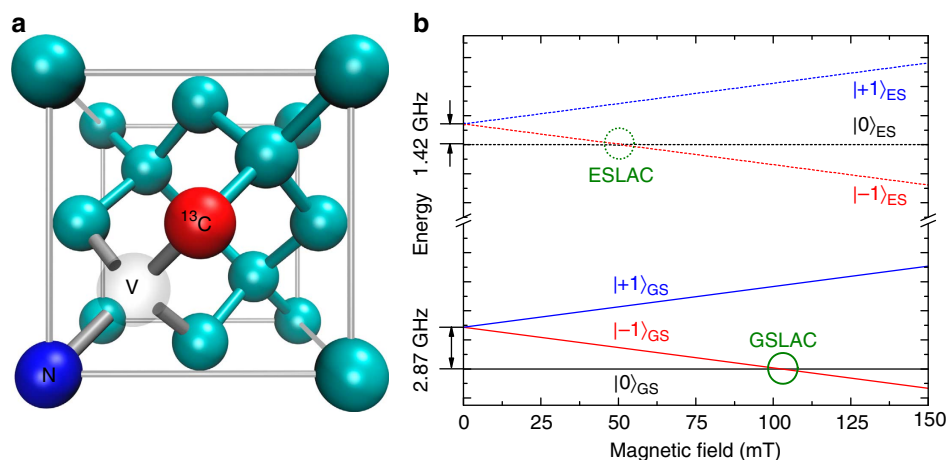 a
13C
V
N
b
|+1⟩ES
|0⟩ES
ESLAC
|−1⟩ES
|+1⟩GS
|−1⟩GS
GSLAC
|0⟩GS
1.42 GHz
Energy
2.87 GHz
0 25 50 75 100 125 150
Magnetic field (mT)